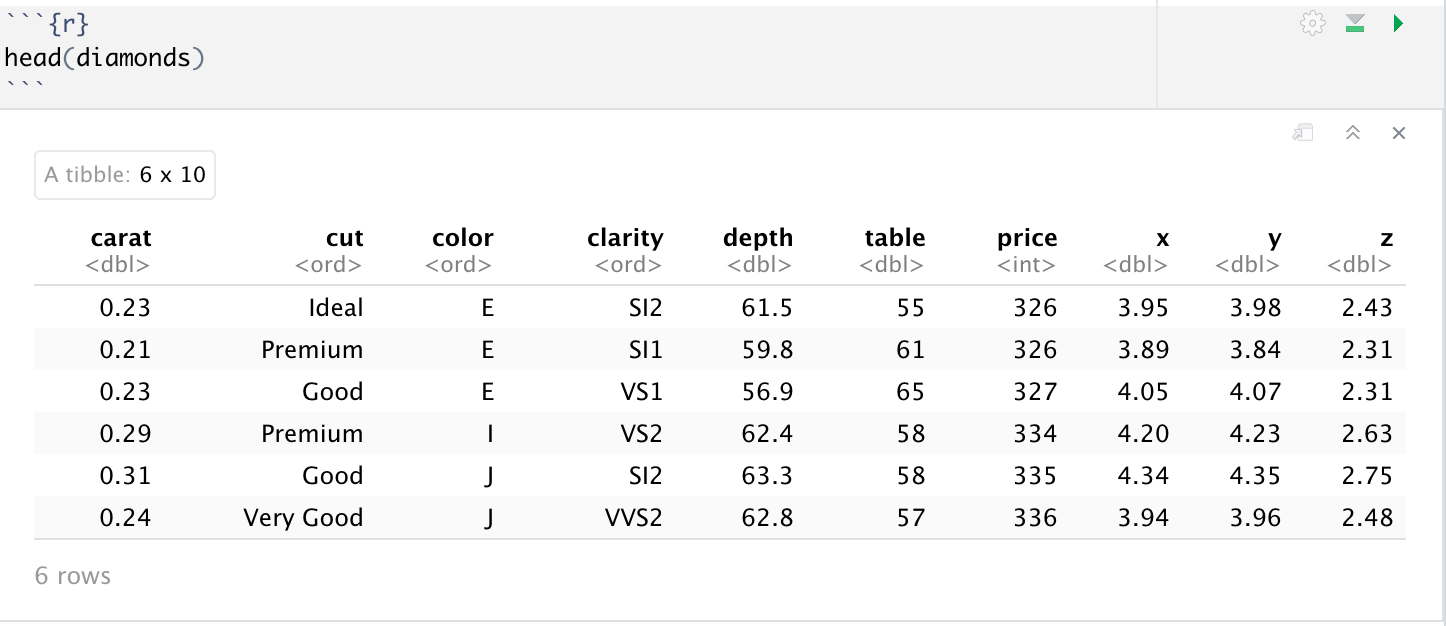 ```{r}
head(diamonds)
```
A tibble: 6 x 10
carat cut color clarity depth table price x y z
<dbl> <ord> <ord> <ord> <dbl> <dbl> <int> <dbl> <dbl> <dbl>
0.23 Ideal E SI2 61.5 55 326 3.95 3.98 2.43
0.21 Premium E SI1 59.8 61 326 3.89 3.84 2.31
0.23 Good E VS1 56.9 65 327 4.05 4.07 2.31
0.29 Premium I VS2 62.4 58 334 4.20 4.23 2.63
0.31 Good J SI2 63.3 58 335 4.34 4.35 2.75
0.24 Very Good J VVS2 62.8 57 336 3.94 3.96 2.48
6 rows